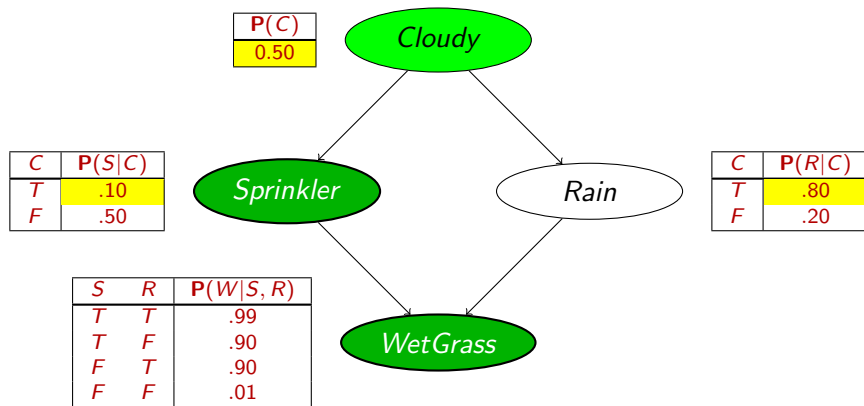 P(C)
0.50
Cloudy
C P(S|C)
T .10
F .50
Sprinkler
Rain
C P(R|C)
T .80
F .20
S R P(W|S, R)
T T .99
T F .90
F T .90
F F .01
WetGrass